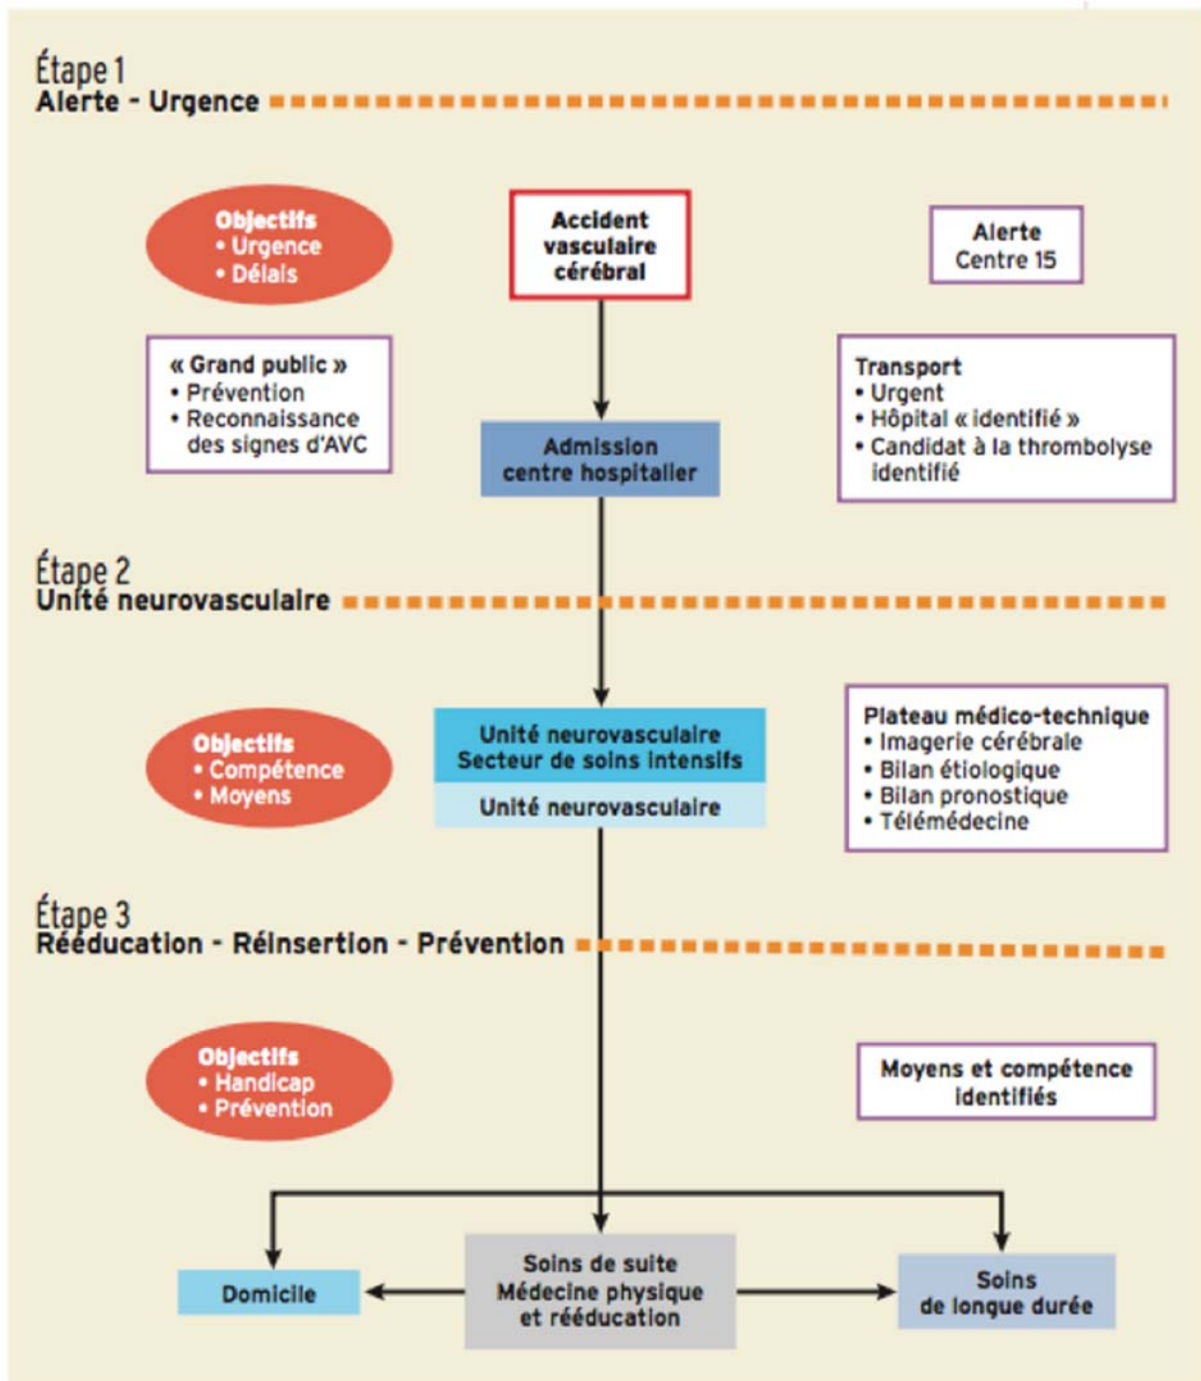 Étape 1
Alerte - Urgence
Objectifs
• Urgence
• Délais
Accident
vasculaire
cérébral
Alerte
Centre 15
« Grand public »
• Prévention
• Reconnaissance
des signes d'AVC
Admission
centre hospitalier
Transport
• Urgent
• Hôpital « identifié »
• Candidat à la thrombolyse
identifié
Étape 2
Unité neurovasculaire
Objectifs
• Compétence
• Moyens
Unité neurovasculaire
Secteur de soins intensifs
Unité neurovasculaire
Plateau médico-technique
• Imagerie cérébrale
• Bilan étiologique
• Bilan pronostique
• Télémédecine
Étape 3
Rééducation - Réinsertion - Prévention
Objectifs
• Handicap
• Prévention
Moyens et compétence
identifiés
Domicile
Soins de suite
Médecine physique
et rééducation
Soins
de longue durée